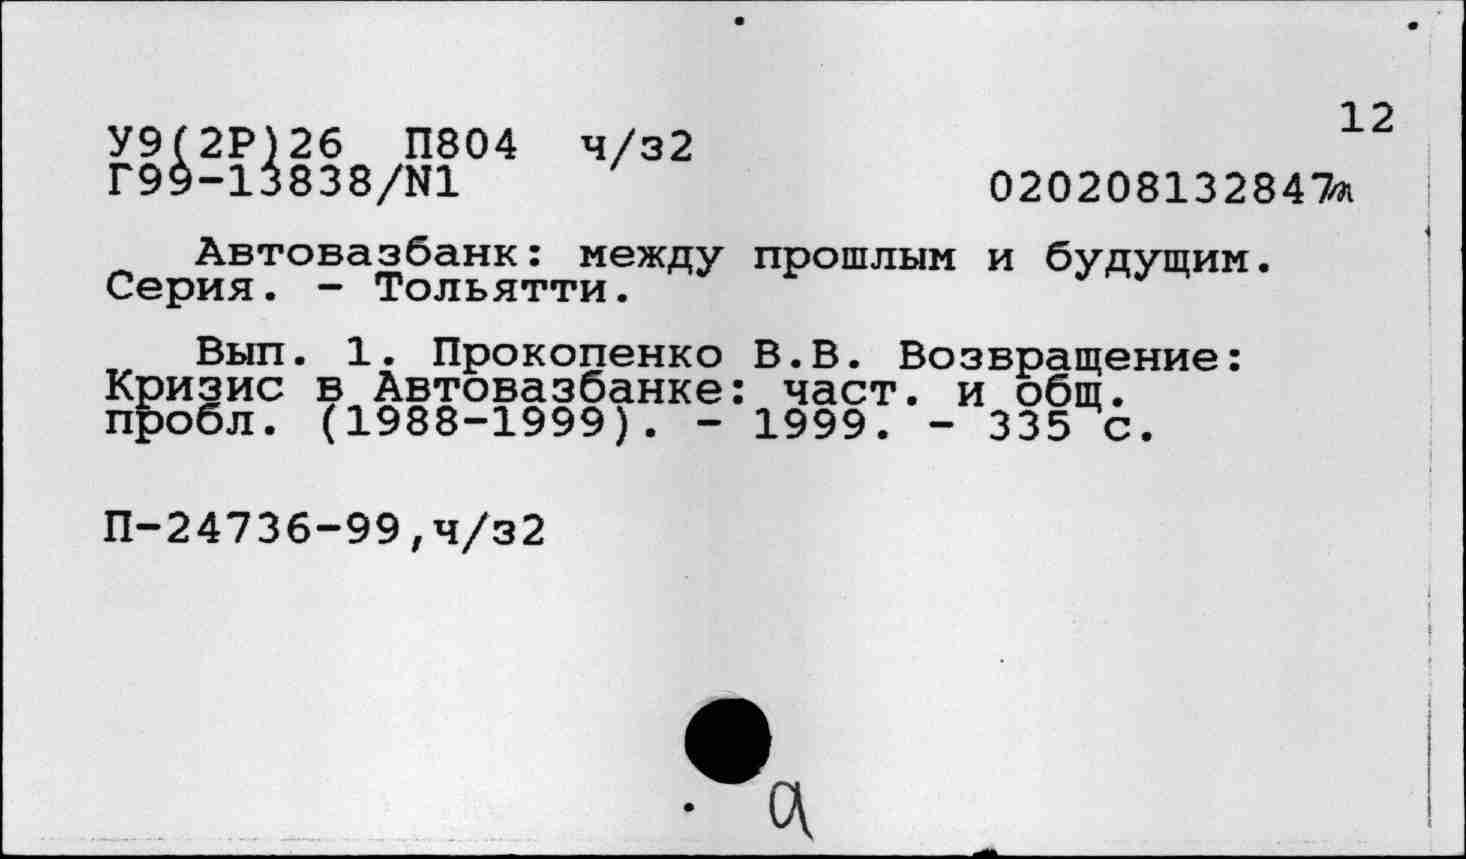 12
У9(2Р)26 П804 ч/з2
Г99-13838/N1 020208132847
Автовазбанк: между прошлым и будущим.
Серия. - Тольятти.
Вып. 1. Прокопенко В.В. Возвращение:
Кризис в Автовазбанке: част. и общ.
пробл. (1988-1999). - 1999. - 335 с.
П-24736-99,ч/з2